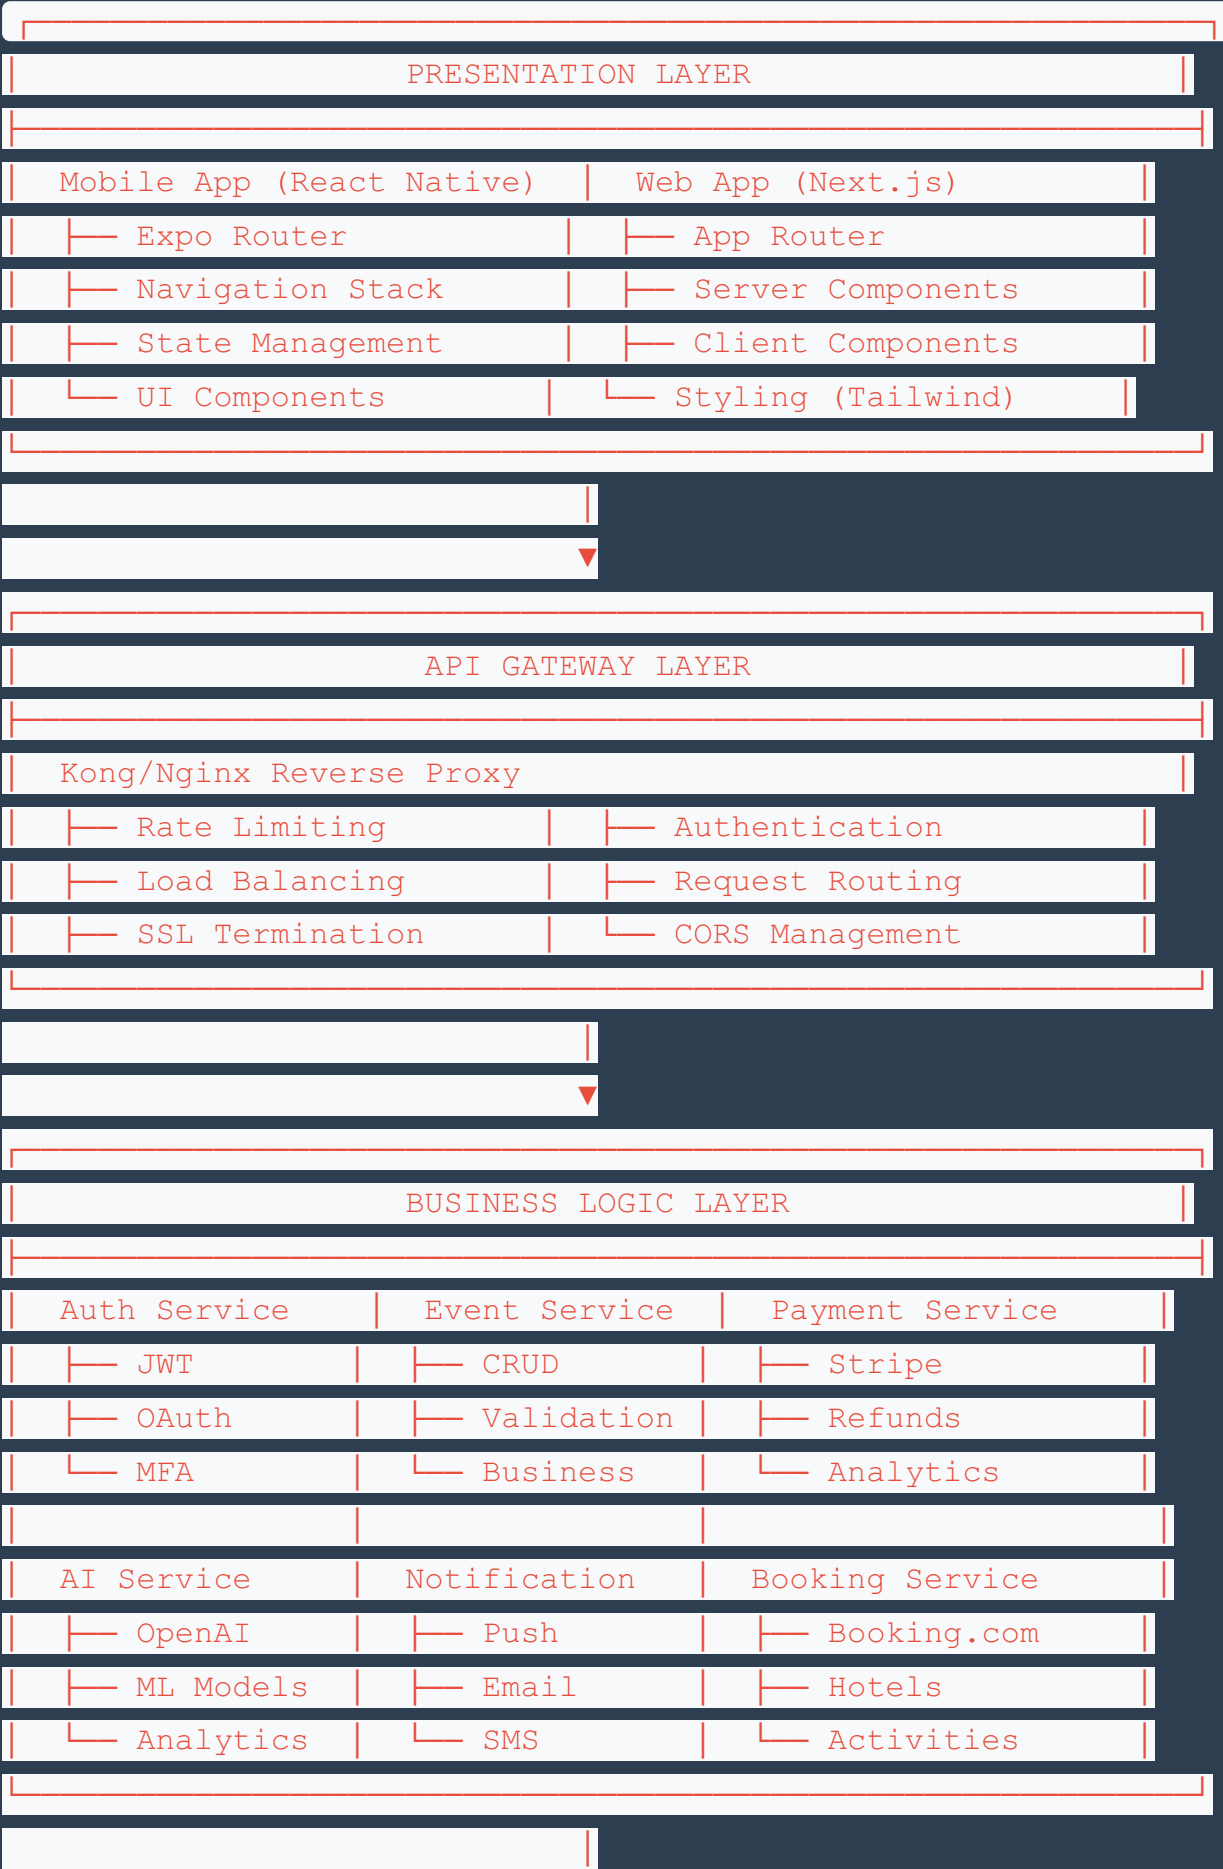 ┌─────────────────────────────────────────────────────────────┐
│                    PRESENTATION LAYER                      │
├─────────────────────────────────────────────────────────────┤
│  Mobile App (React Native)  │  Web App (Next.js)         │
│  ├── Expo Router           │  ├── App Router             │
│  ├── Navigation Stack      │  ├── Server Components      │
│  ├── State Management      │  ├── Client Components      │
│  └── UI Components        │  └── Styling (Tailwind)     │
└─────────────────────────────────────────────────────────────┘
                              │
                              ▼
┌─────────────────────────────────────────────────────────────┐
│                     API GATEWAY LAYER                      │
├─────────────────────────────────────────────────────────────┤
│  Kong/Nginx Reverse Proxy                                  │
│  ├── Rate Limiting        │  ├── Authentication          │
│  ├── Load Balancing       │  ├── Request Routing         │
│  ├── SSL Termination      │  └── CORS Management         │
└─────────────────────────────────────────────────────────────┘
                              │
                              ▼
┌─────────────────────────────────────────────────────────────┐
│                    BUSINESS LOGIC LAYER                    │
├─────────────────────────────────────────────────────────────┤
│  Auth Service    │  Event Service  │  Payment Service     │
│  ├── JWT        │  ├── CRUD       │  ├── Stripe          │
│  ├── OAuth      │  ├── Validation │  ├── Refunds         │
│  └── MFA        │  └── Business   │  └── Analytics       │
│                 │                 │                       │
│  AI Service     │  Notification   │  Booking Service      │
│  ├── OpenAI     │  ├── Push       │  ├── Booking.com     │
│  ├── ML Models  │  ├── Email      │  ├── Hotels          │
│  └── Analytics  │  └── SMS        │  └── Activities      │
└─────────────────────────────────────────────────────────────┘
                              │